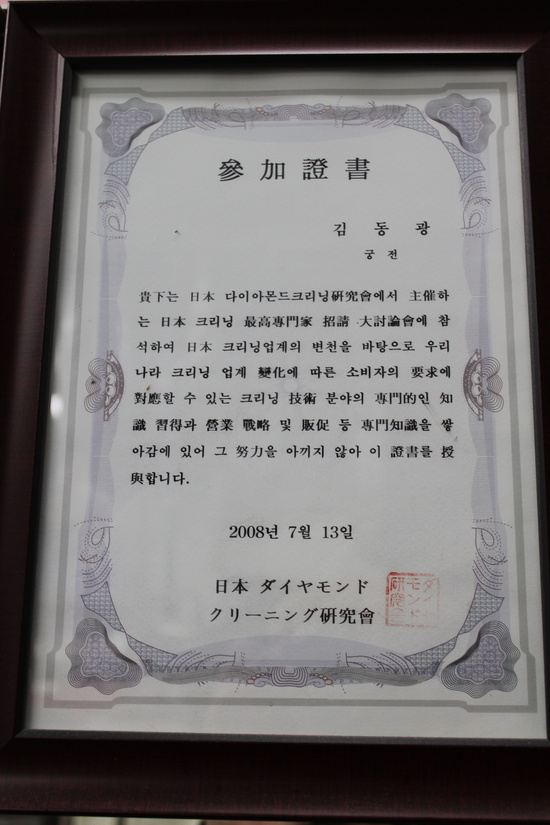 參加證書
김 동 광
궁 전
貴下는 日本 다이아몬드크리닝硏究會에서 主催하
는 日本 크리닝 最高專門家 招請 大討論會에 참
석하여 日本 크리닝업계의 변천을 바탕으로 우리
나라 크리닝 업계 變化에 따른 소비자의 要求에
對應할 수 있는 크리닝 技術 분야의 專門的인 知
識 習得과 營業 戰略 및 販促 등 專門知識을 쌓
아감에 있어 그 努力을 아끼지 않아 이 證書를 授
與합니다.
2008년 7월 13일
日本 ダイヤモンド
クリーニング硏究會